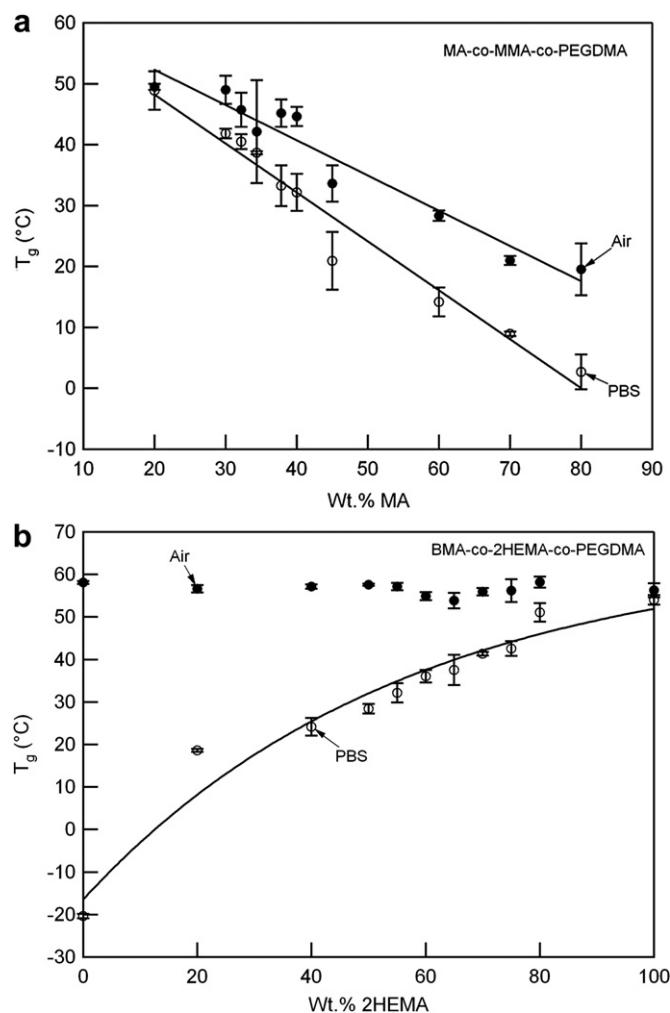 a
MA-co-MMA-co-PEGDMA
60
50
40
30
20
10
0
-10
Tg (°C)
Air
PBS
10 20 30 40 50 60 70 80 90
Wt.% MA
b
BMA-co-2HEMA-co-PEGDMA
70
60
50
40
30
20
10
0
-10
-20
-30
Tg (°C)
Air
PBS
0 20 40 60 80 100
Wt.% 2HEMA